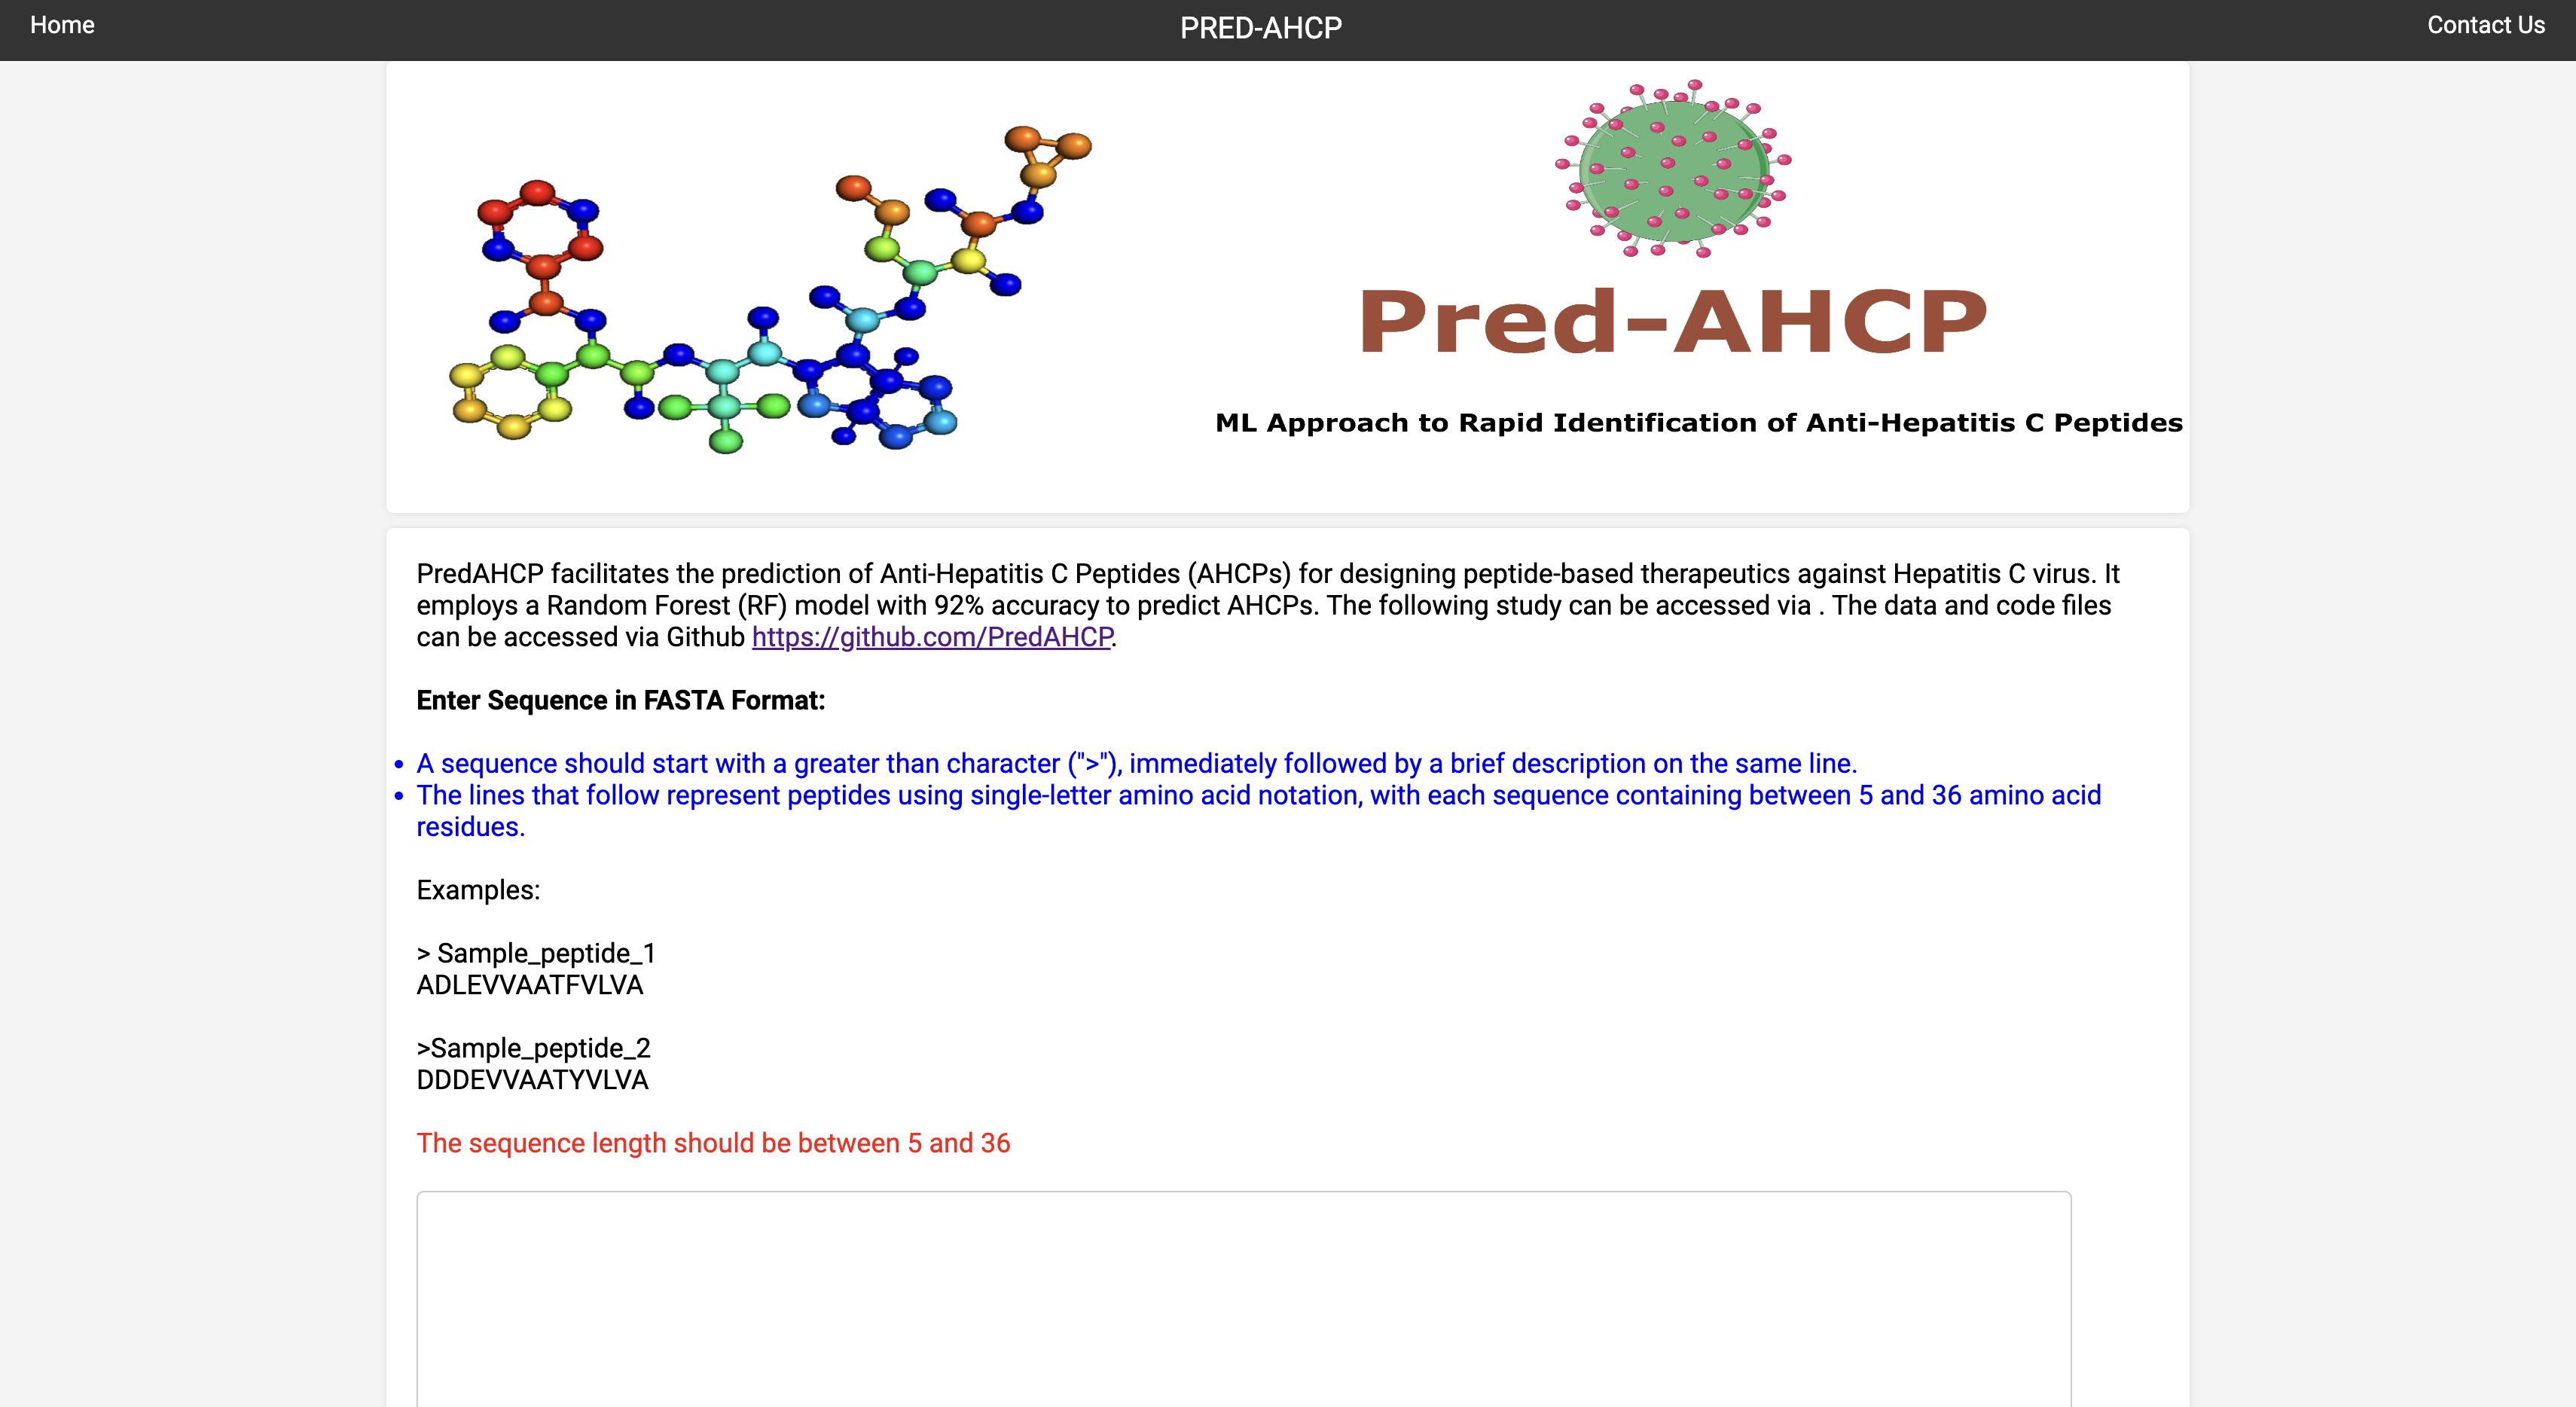 Home
PRED-AHCP
Contact Us
Pred-AHCP
ML Approach to Rapid Identification of Anti-Hepatitis C Peptides
PredAHCP facilitates the prediction of Anti-Hepatitis C Peptides (AHCPs) for designing peptide-based therapeutics against Hepatitis C virus. It
employs a Random Forest (RF) model with 92% accuracy to predict AHCPs. The following study can be accessed via . The data and code files
can be accessed via Github https://github.com/PredAHCP.
Enter Sequence in FASTA Format:
• A sequence should start with a greater than character (">"), immediately followed by a brief description on the same line.
• The lines that follow represent peptides using single-letter amino acid notation, with each sequence containing between 5 and 36 amino acid
residues.
Examples:
> Sample_peptide_1
ADLEVVAATFVLVA
>Sample_peptide_2
DDDEVVAATYVLVA
The sequence length should be between 5 and 36